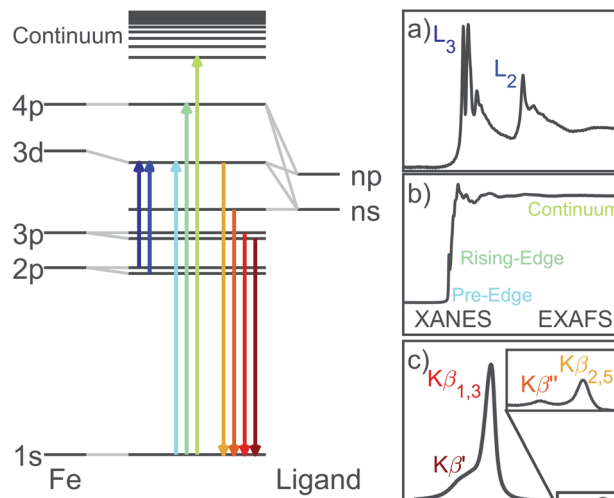 Continuum
4p
3d
3p
2p
1s
Fe
np
ns
Ligand
a)
L3
L2
b)
Continuum
Rising-Edge
Pre-Edge
XANES EXAFS
c)
Kβ1,3
Kβ'
Kβ''
Kβ2,5